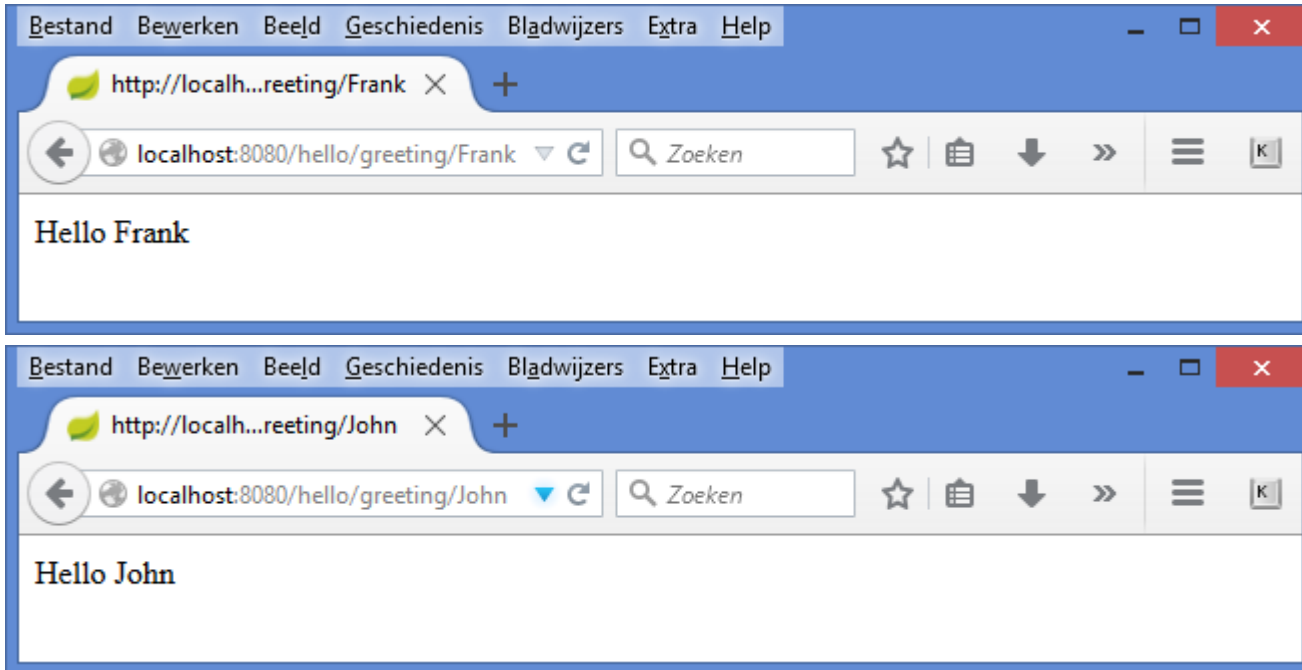 Bestand Bewerken Beeld Geschiedenis Bladwijzers Extra Help
http://localh...reeting/Frank
localhost:8080/hello/greeting/Frank Zoeken K
Hello Frank
Bestand Bewerken Beeld Geschiedenis Bladwijzers Extra Help
http://localh...reeting/John
localhost:8080/hello/greeting/John Zoeken K
Hello John